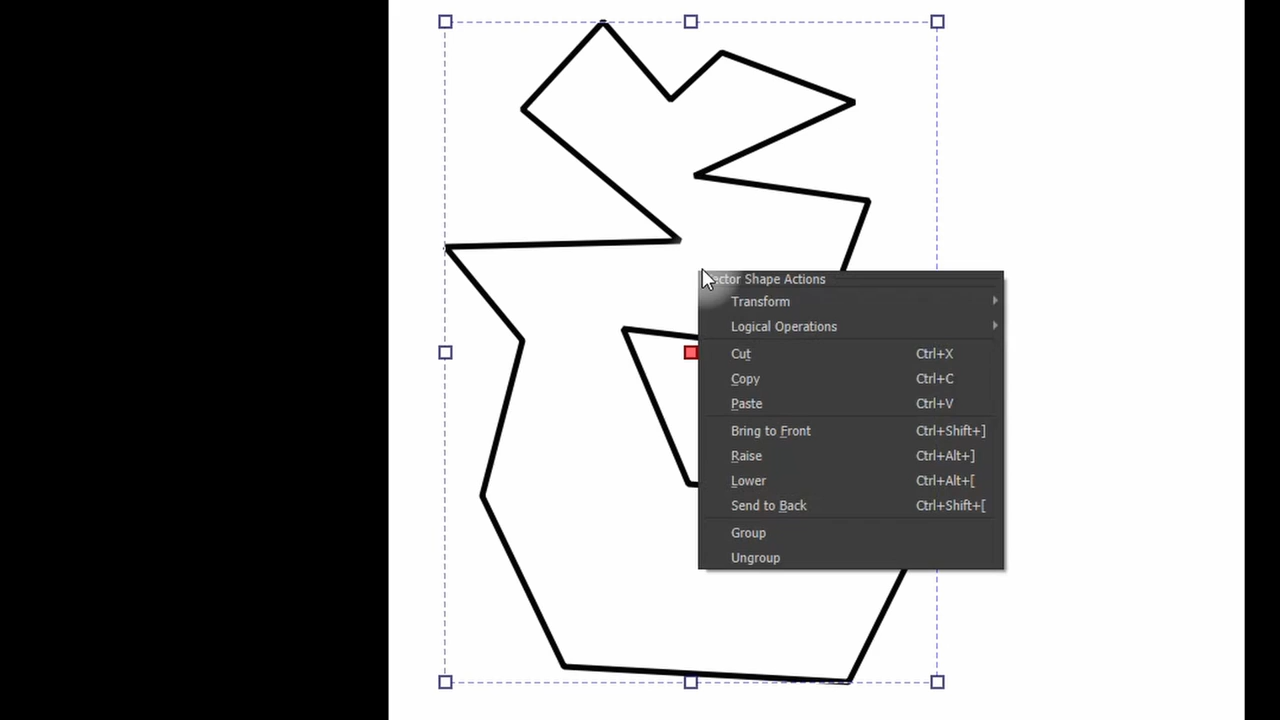 ector Shape Actions
Transform
Logical Operations
Cut Ctrl+X
Copy Ctrl+C
Paste Ctrl+V
Bring to Front Ctrl+Shift+]
Raise Ctrl+Alt+]
Lower Ctrl+Alt+[
Send to Back Ctrl+Shift+[
Group
Ungroup